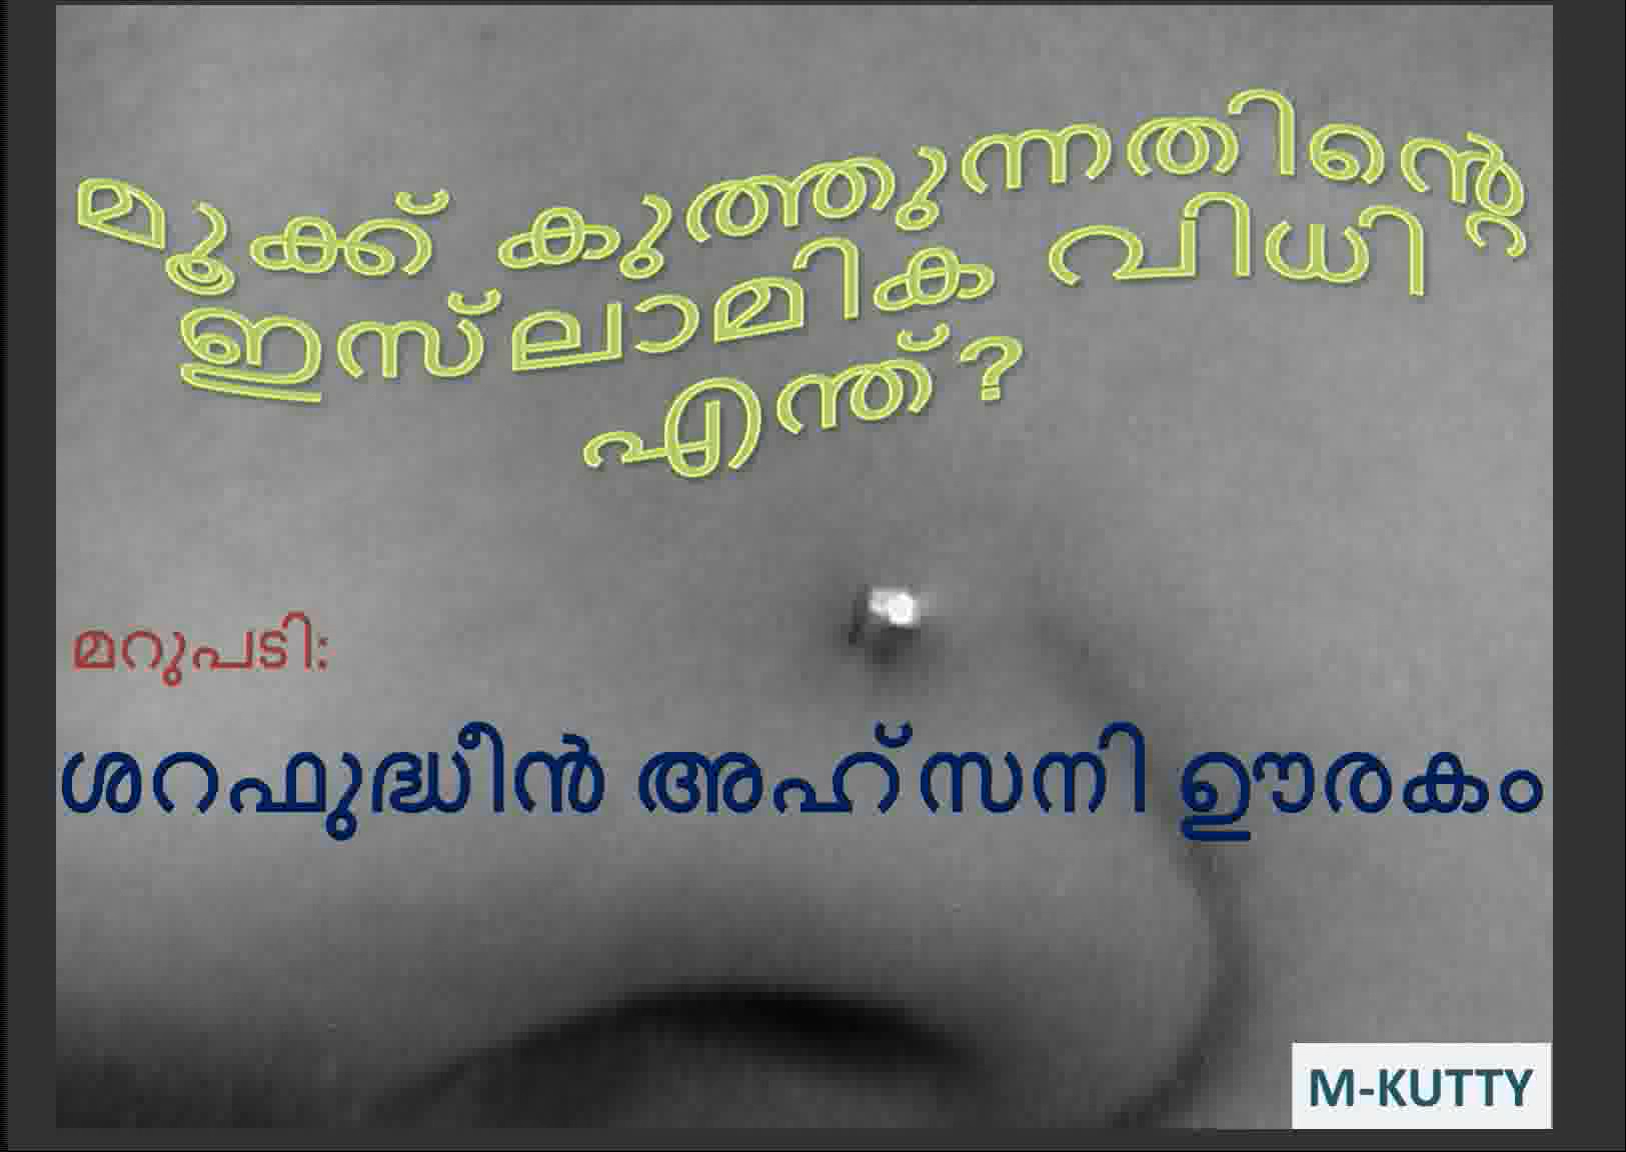 മൂക്ക് കുത്തുന്നതിന്റെ
ഇസ്‌ലാമിക വിധി
എന്ത്?
മറുപടി:
ശറഫുദ്ധീൻ അഹ്സനി ഊരകം
M-KUTTY